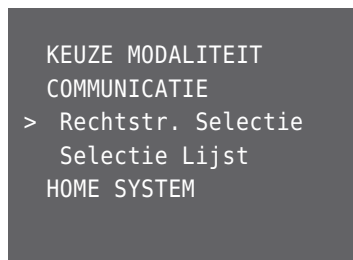 KEUZE MODALITEIT
COMMUNICATIE
> Rechtstr. Selectie
Selectie Lijst
HOME SYSTEM